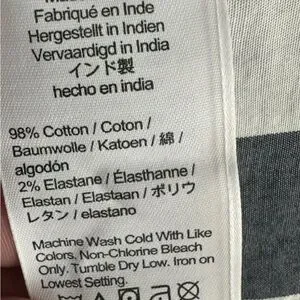 Fabriqué en Inde
Hergestellt in Indien
Vervaardigd in India
インド製
hecho en india
98% Cotton / Coton /
Baumwolle / Katoen / 綿 /
algodón
2% Elastane / Élasthanne /
Elastan / Elastaan / ポリウ
レタン / elastano
Machine Wash Cold With Like
Colors. Non-Chlorine Bleach
Only. Tumble Dry Low. Iron on
Lowest Setting.